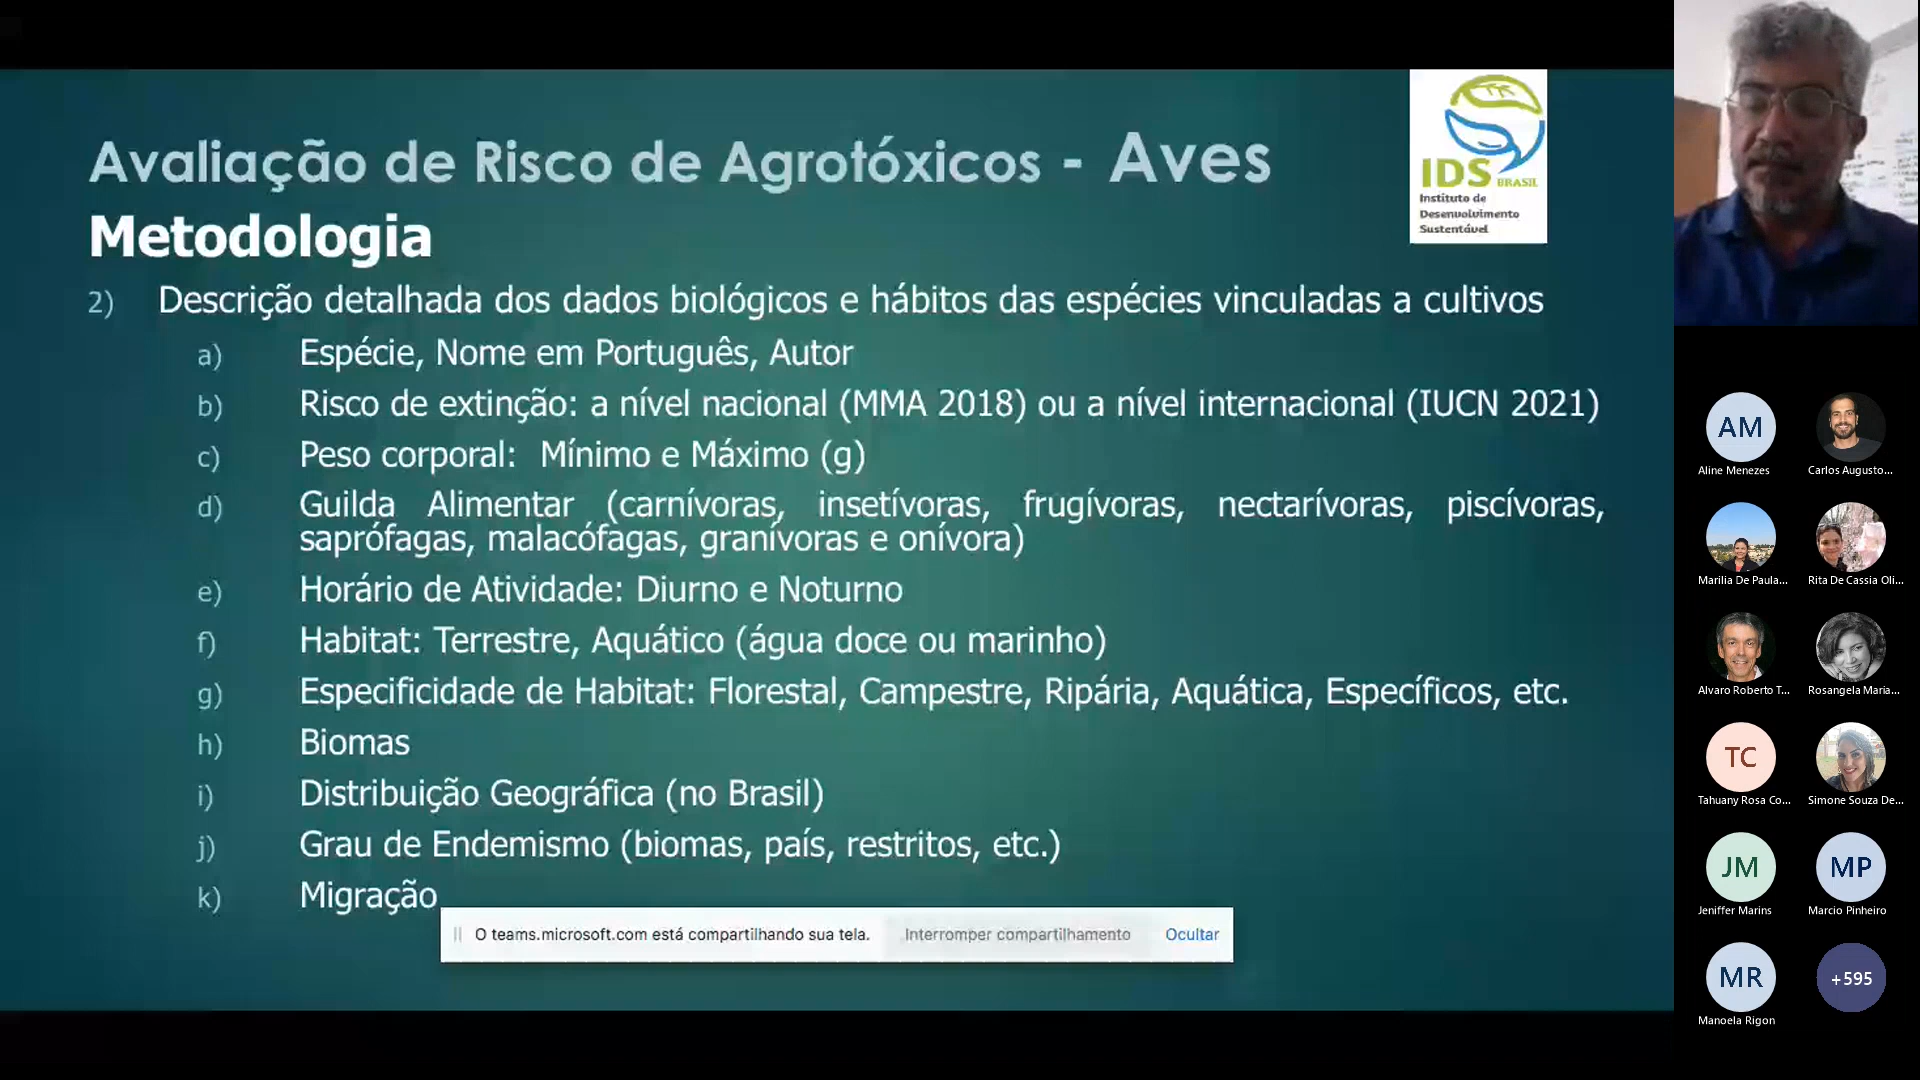 Avaliação de Risco de Agrotóxicos - Aves
IDS BRASIL
Instituto de
Desenvolvimento
Sustentável
Metodologia
2) Descrição detalhada dos dados biológicos e hábitos das espécies vinculadas a cultivos
a) Espécie, Nome em Português, Autor
b) Risco de extinção: a nível nacional (MMA 2018) ou a nível internacional (IUCN 2021)
c) Peso corporal: Mínimo e Máximo (g)
d) Guilda Alimentar (carnívoras, insetívoras, frugívoras, nectarívoras, piscívoras,
saprófagas, malacófagas, granívoras e onívora)
e) Horário de Atividade: Diurno e Noturno
f) Habitat: Terrestre, Aquático (água doce ou marinho)
g) Especificidade de Habitat: Florestal, Campestre, Ripária, Aquática, Específicos, etc.
h) Biomas
i) Distribuição Geográfica (no Brasil)
j) Grau de Endemismo (biomas, país, restritos, etc.)
k) Migração
O teams.microsoft.com está compartilhando sua tela. Interromper compartilhamento Ocultar
AM
Aline Menezes Carlos Augusto...
Marilia De Paula... Rita De Cassia Oli...
Alvaro Roberto T... Rosangela Maria...
TC
Tahuany Rosa Co... Simone Souza De...
JM MP
Jeniffer Marins Marcio Pinheiro
MR +595
Manoela Rigon